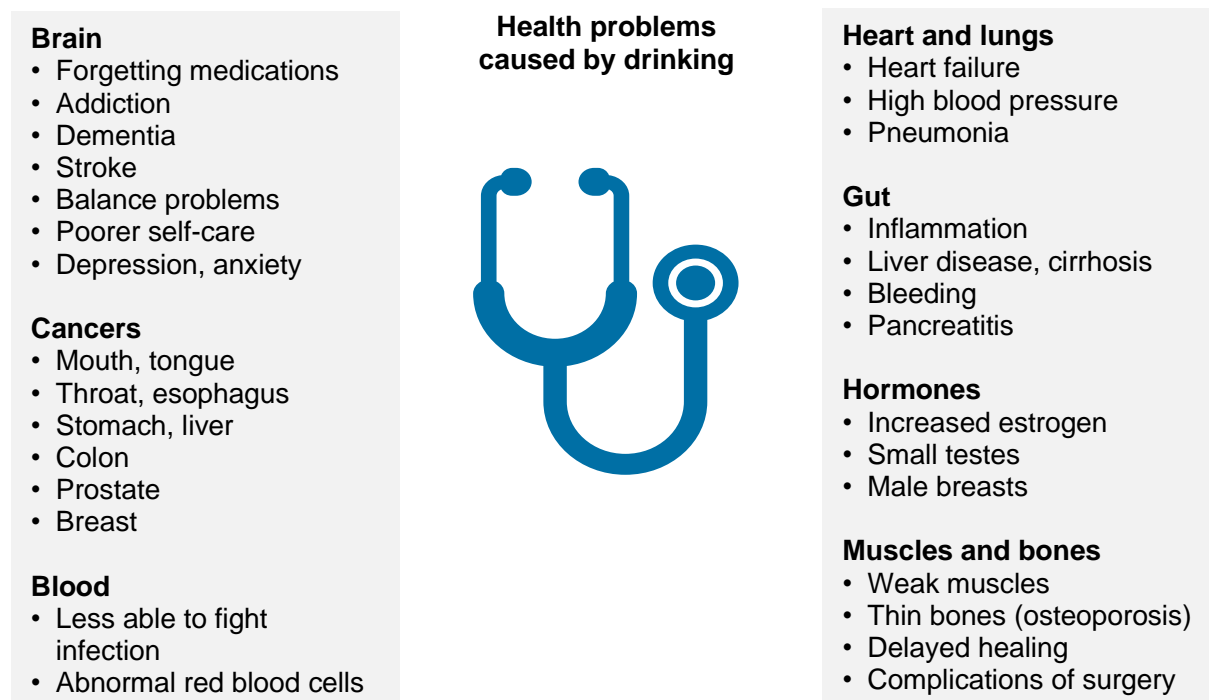 Health problems
caused by drinking
Brain
• Forgetting medications
• Addiction
• Dementia
• Stroke
• Balance problems
• Poorer self-care
• Depression, anxiety
Cancers
• Mouth, tongue
• Throat, esophagus
• Stomach, liver
• Colon
• Prostate
• Breast
Blood
• Less able to fight
infection
• Abnormal red blood cells
Heart and lungs
• Heart failure
• High blood pressure
• Pneumonia
Gut
• Inflammation
• Liver disease, cirrhosis
• Bleeding
• Pancreatitis
Hormones
• Increased estrogen
• Small testes
• Male breasts
Muscles and bones
• Weak muscles
• Thin bones (osteoporosis)
• Delayed healing
• Complications of surgery